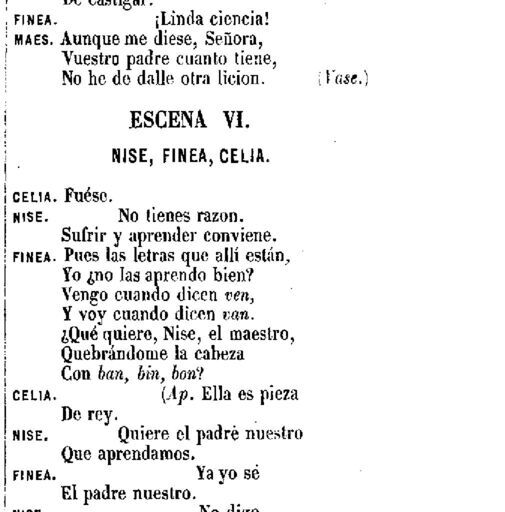 De castigar.
FINEA. ¡Linda ciencia!
MAES. Aunque me diese, Señora,
Vuestro padre cuanto tiene,
No he de dalle otra licion. (Vase.)
ESCENA VI.
NISE, FINEA, CELIA.
CELIA. Fuése.
NISE. No tienes razon.
Sufrir y aprender conviene.
FINEA. Pues las letras que allí están,
Yo ¿no las aprendo bien?
Vengo cuando dicen ven,
Y voy cuando dicen van.
¿Qué quiere, Nise, el maestro,
Quebrándome la cabeza
Con ban, bin, bon?
CELIA. (Ap. Ella es pieza
De rey.
NISE. Quiere el padre nuestro
Que aprendamos.
FINEA. Ya yo sé
El padre nuestro.
NISE. No digo